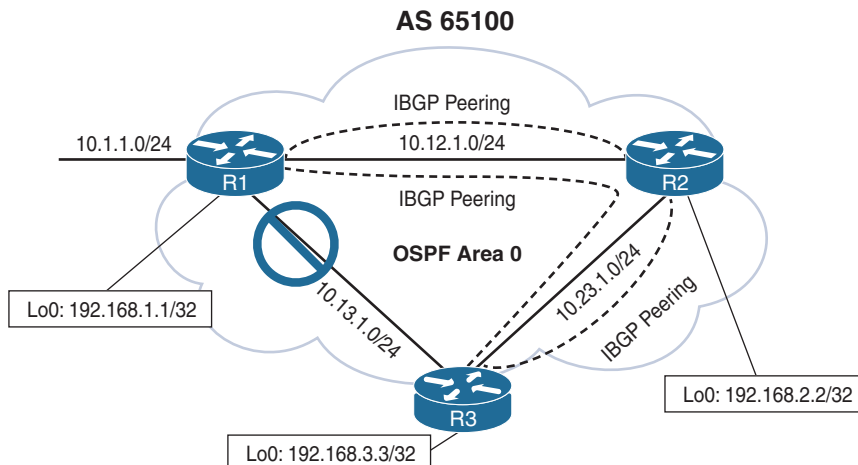 AS 65100
IBGP Peering
10.1.1.0/24
10.12.1.0/24
R1
R2
IBGP Peering
OSPF Area 0
10.13.1.0/24
10.23.1.0/24
IBGP Peering
Lo0: 192.168.1.1/32
Lo0: 192.168.2.2/32
R3
Lo0: 192.168.3.3/32